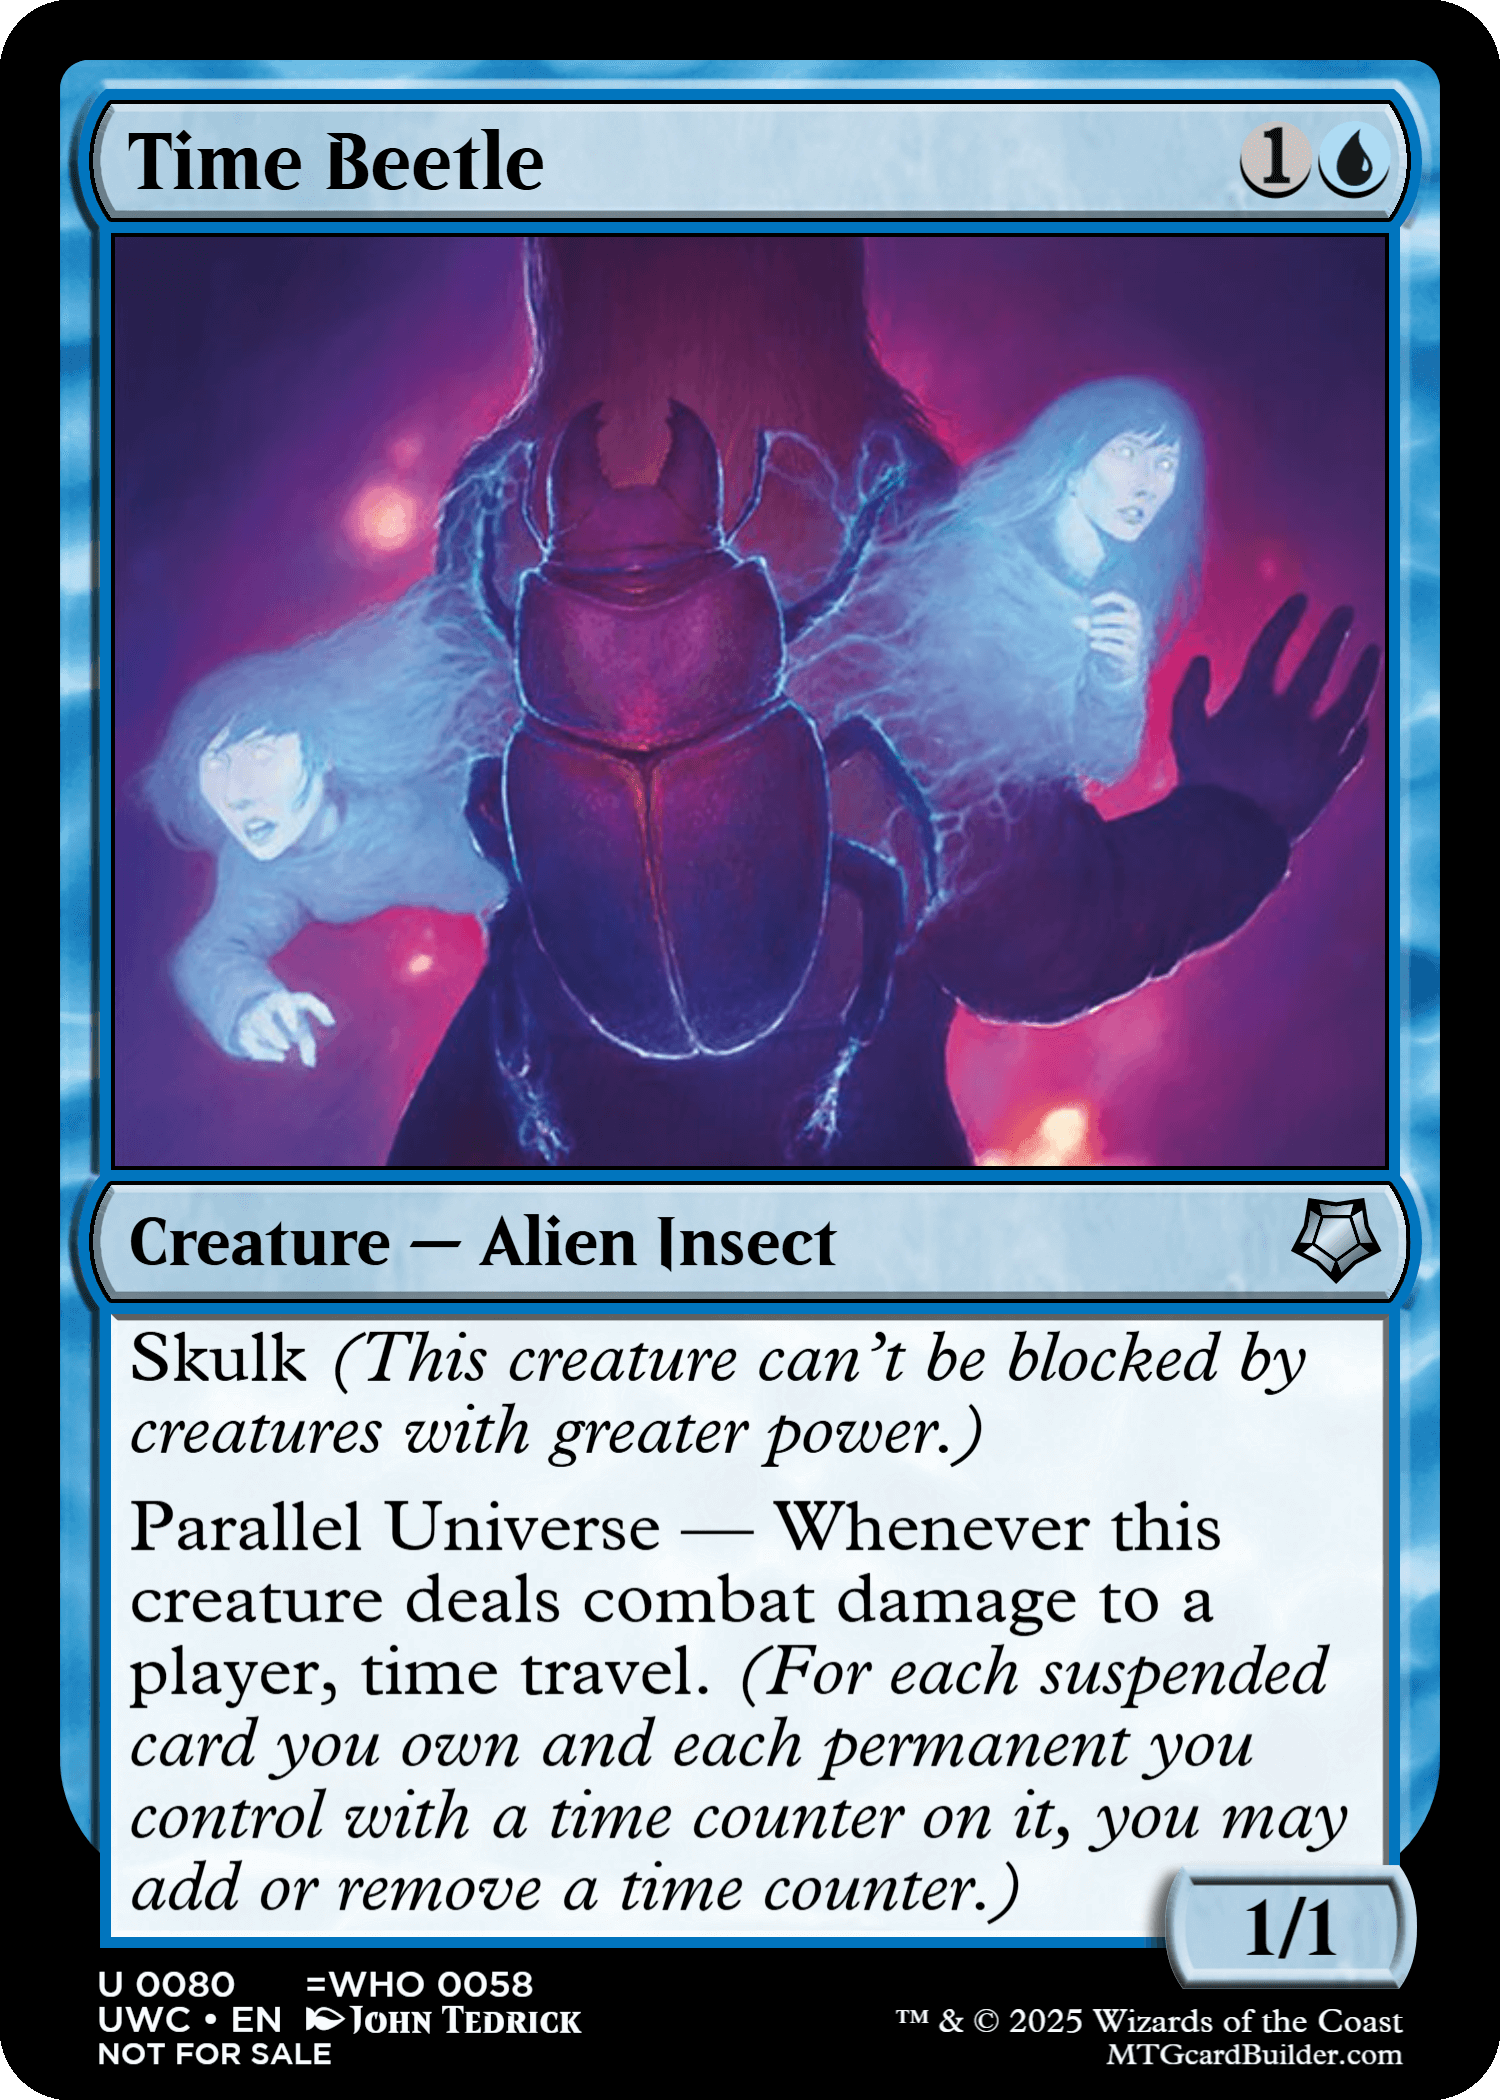 Time Beetle 1
Creature — Alien Insect
Skulk (This creature can't be blocked by
creatures with greater power.)
Parallel Universe — Whenever this
creature deals combat damage to a
player, time travel. (For each suspended
card you own and each permanent you
control with a time counter on it, you may
add or remove a time counter.)
1/1
U 0080 =WHO 0058
UWC • EN John Tedrick
NOT FOR SALE
™ & © 2025 Wizards of the Coast
MTGcardBuilder.com